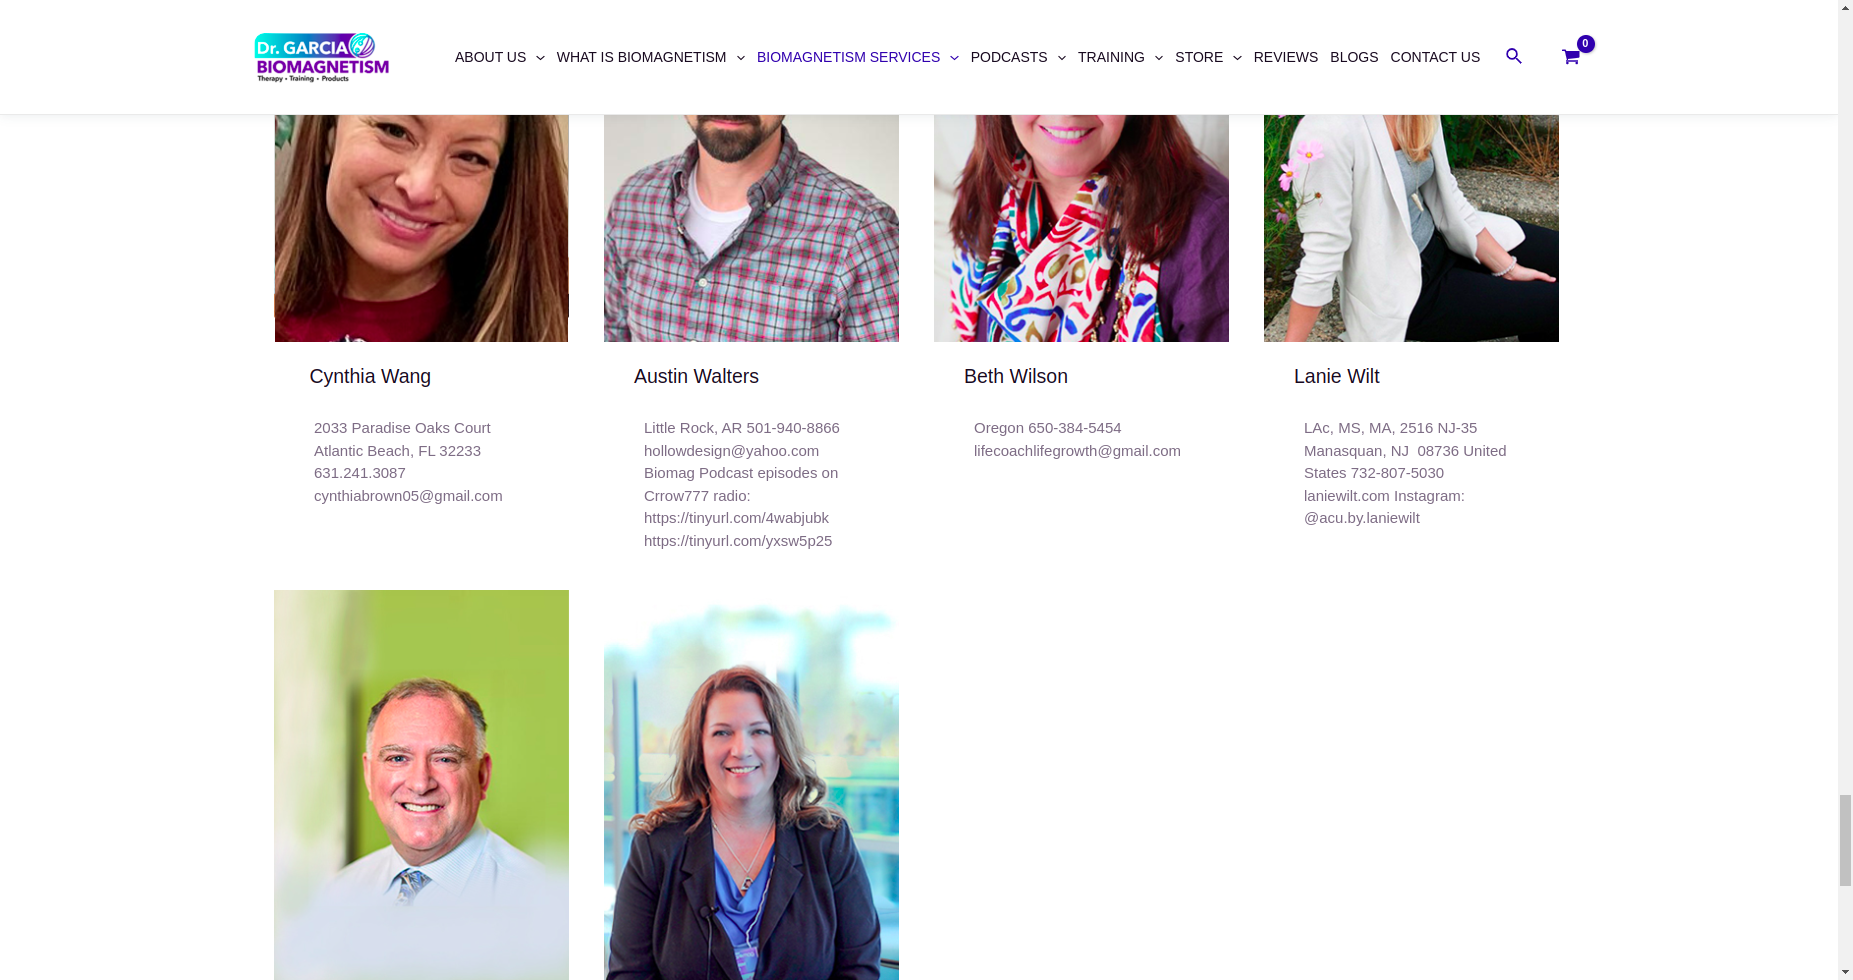 Dr. GARCIA
BIOMAGNETISM
Therapy • Training • Products
ABOUT US
WHAT IS BIOMAGNETISM
BIOMAGNETISM SERVICES
PODCASTS
TRAINING
STORE
REVIEWS
BLOGS
CONTACT US
0
Cynthia Wang
2033 Paradise Oaks Court
Atlantic Beach, FL 32233
631.241.3087
cynthiabrown05@gmail.com
Austin Walters
Little Rock, AR 501-940-8866
hollowdesign@yahoo.com
Biomag Podcast episodes on
Crrow777 radio:
https://tinyurl.com/4wabjubk
https://tinyurl.com/yxsw5p25
Beth Wilson
Oregon 650-384-5454
lifecoachlifegrowth@gmail.com
Lanie Wilt
LAc, MS, MA, 2516 NJ-35
Manasquan, NJ  08736 United
States 732-807-5030
laniewilt.com Instagram:
@acu.by.laniewilt